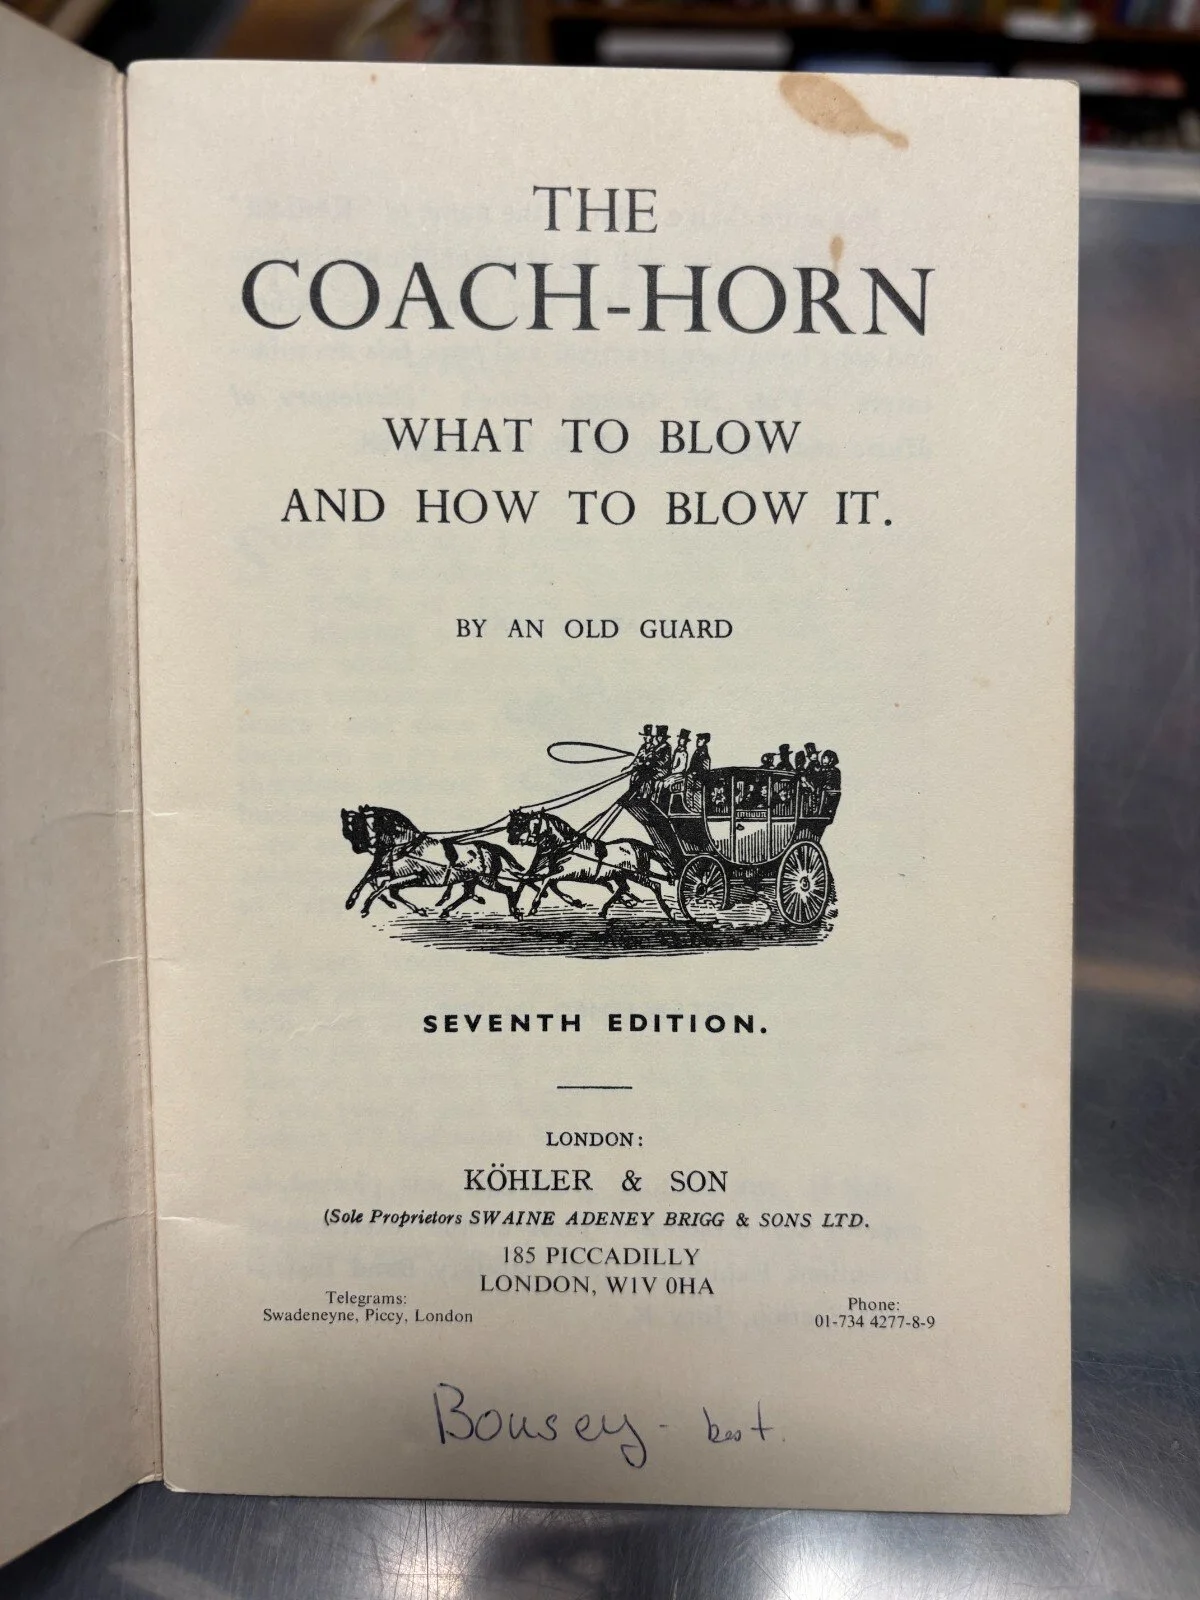 THE
COACH-HORN
WHAT TO BLOW
AND HOW TO BLOW IT.
BY AN OLD GUARD
SEVENTH EDITION.
LONDON:
KÖHLER & SON
(Sole Proprietors SWAINE ADENEY BRIGG & SONS LTD.
185 PICCADILLY
LONDON, W1V 0HA
Telegrams:
Swadeneyne, Piccy, London
Phone:
01-734 4277-8-9
Bousey -